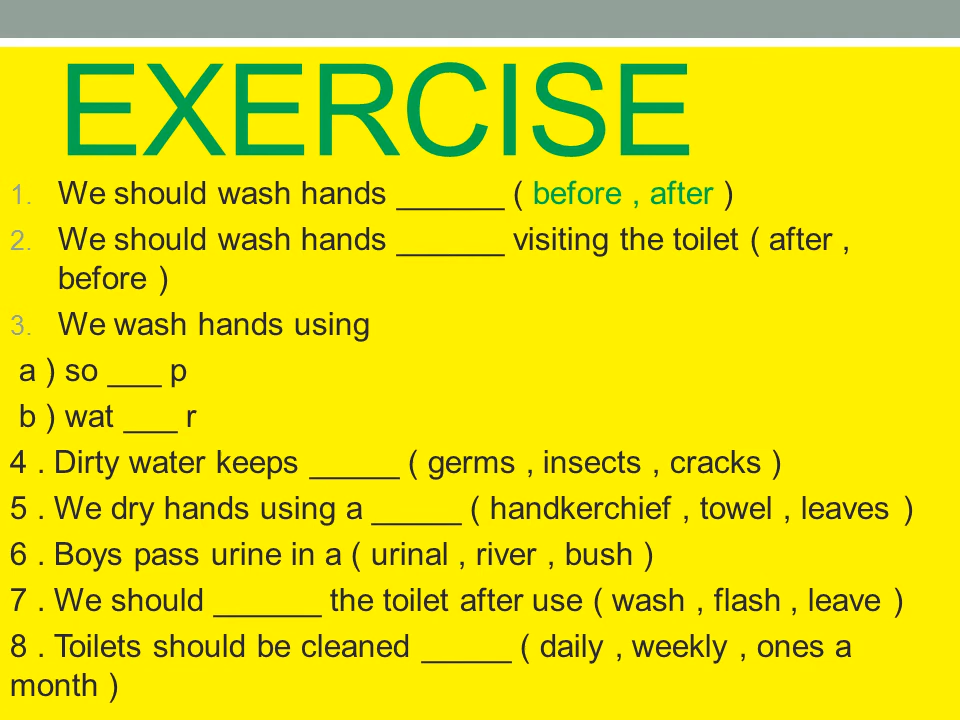 EXERCISE
1. We should wash hands ______ ( before , after )
2. We should wash hands ______ visiting the toilet ( after ,
before )
3. We wash hands using
a ) so ___ p
b ) wat ___ r
4 . Dirty water keeps _____ ( germs , insects , cracks )
5 . We dry hands using a _____ ( handkerchief , towel , leaves )
6 . Boys pass urine in a ( urinal , river , bush )
7 . We should ______ the toilet after use ( wash , flash , leave )
8 . Toilets should be cleaned _____ ( daily , weekly , ones a
month )